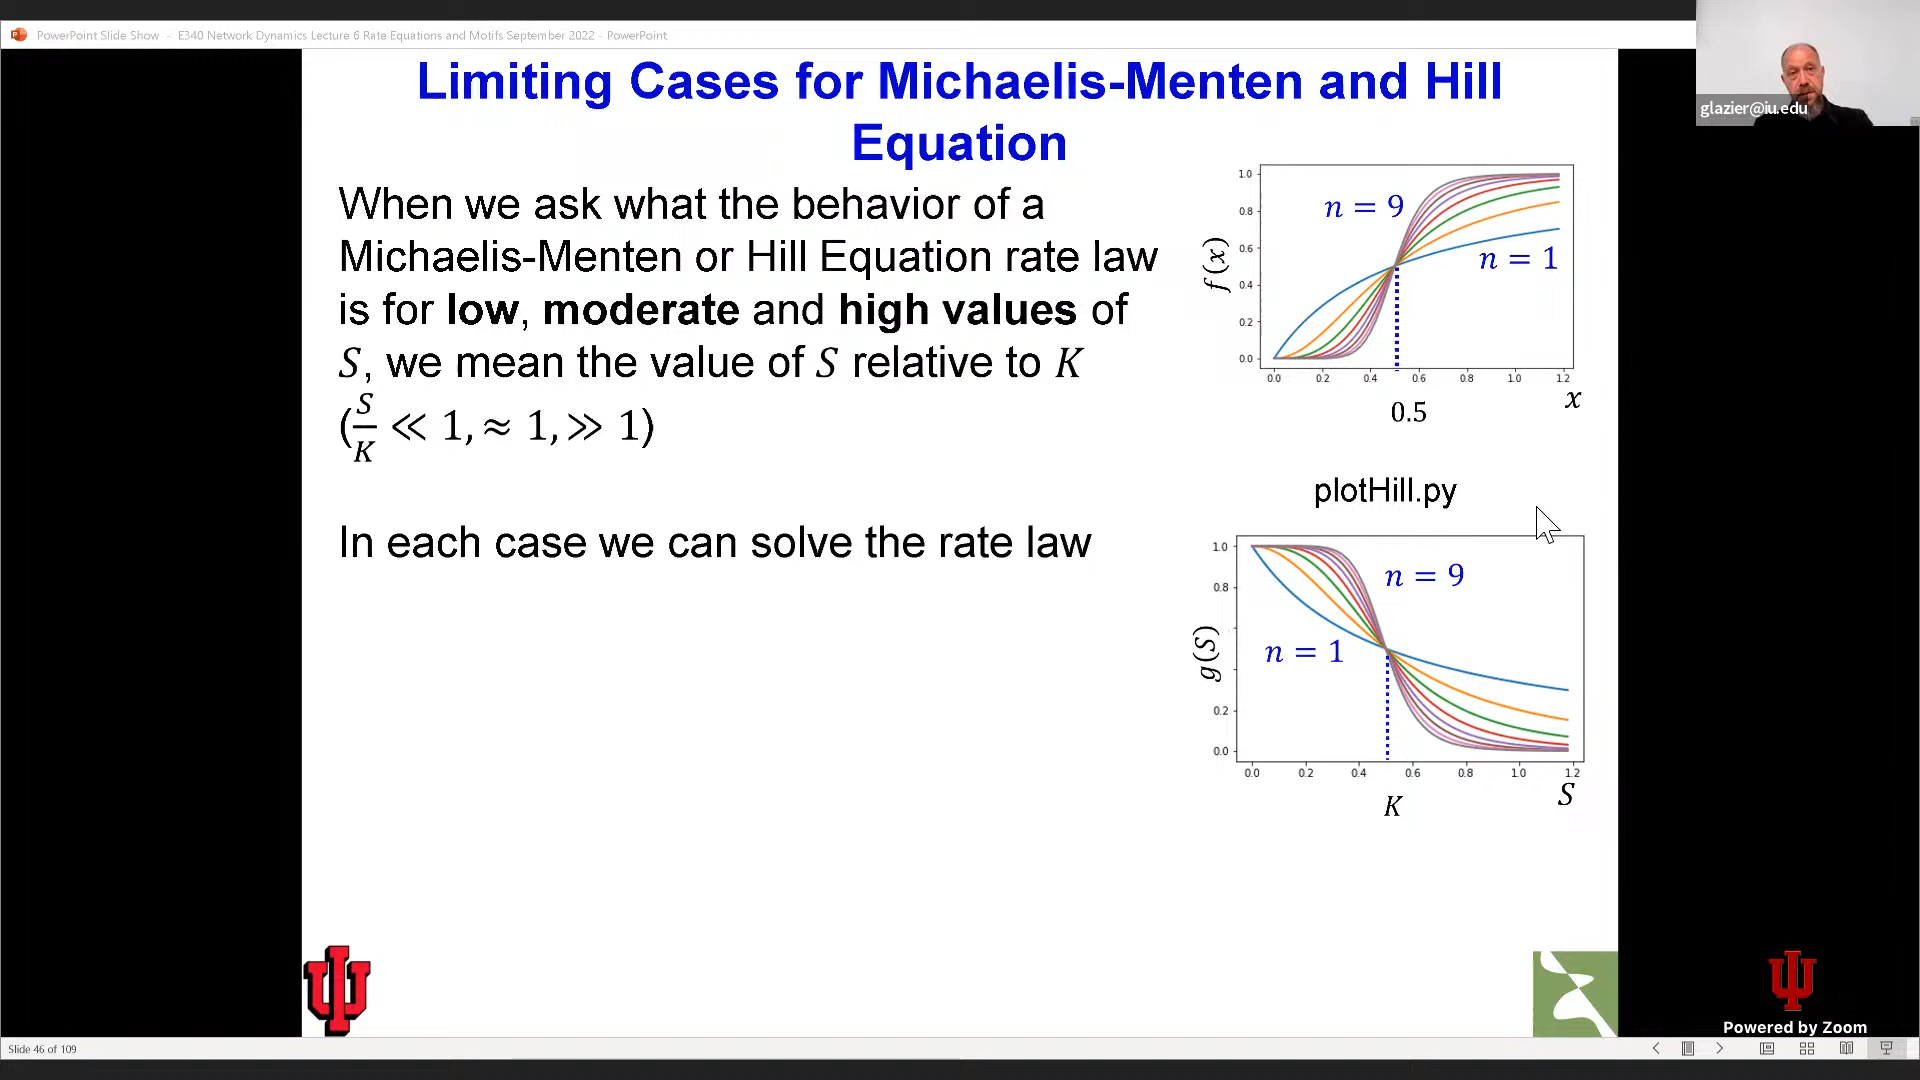 PowerPoint Slide Show - E340 Network Dynamics Lecture 6 Rate Equations and Motifs September 2022 - PowerPoint
glazier@iu.edu
Limiting Cases for Michaelis-Menten and Hill
Equation
When we ask what the behavior of a
Michaelis-Menten or Hill Equation rate law
is for low, moderate and high values of
S, we mean the value of S relative to K
(S/K ≪ 1, ≈ 1, ≫ 1)
In each case we can solve the rate law
1.0
0.8
0.6
0.4
0.2
0.0
f(x)
n = 9
n = 1
0.0 0.2 0.4 0.6 0.8 1.0 1.2
0.5
x
plotHill.py
1.0
0.8
0.2
0.0
g(S)
n = 9
n = 1
0.0 0.2 0.4 0.6 0.8 1.0 1.2
K
S
Powered by Zoom
Slide 46 of 109